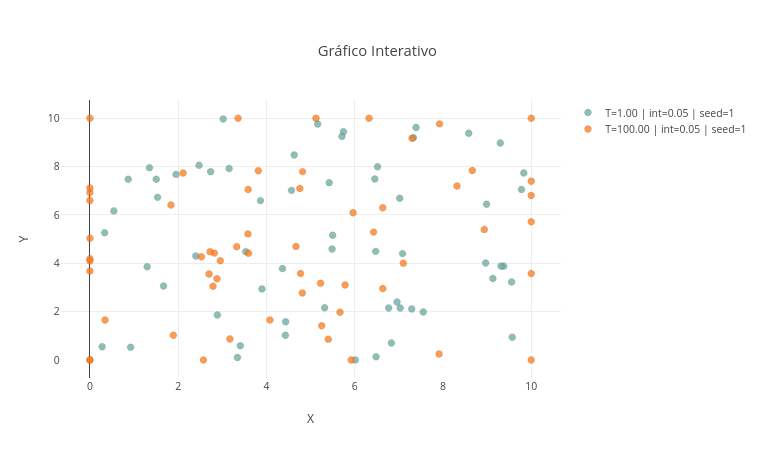 Gráfico Interativo
T=1.00 | int=0.05 | seed=1
T=100.00 | int=0.05 | seed=1
10
8
6
4
2
0
Y
0 2 4 6 8 10
X